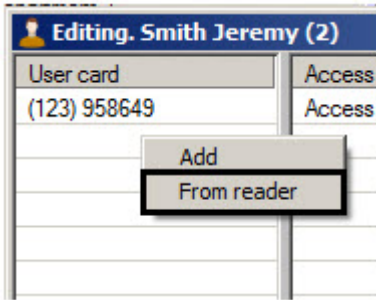 Editing. Smith Jeremy (2)
User card Access
(123) 958649 Access
Add
From reader